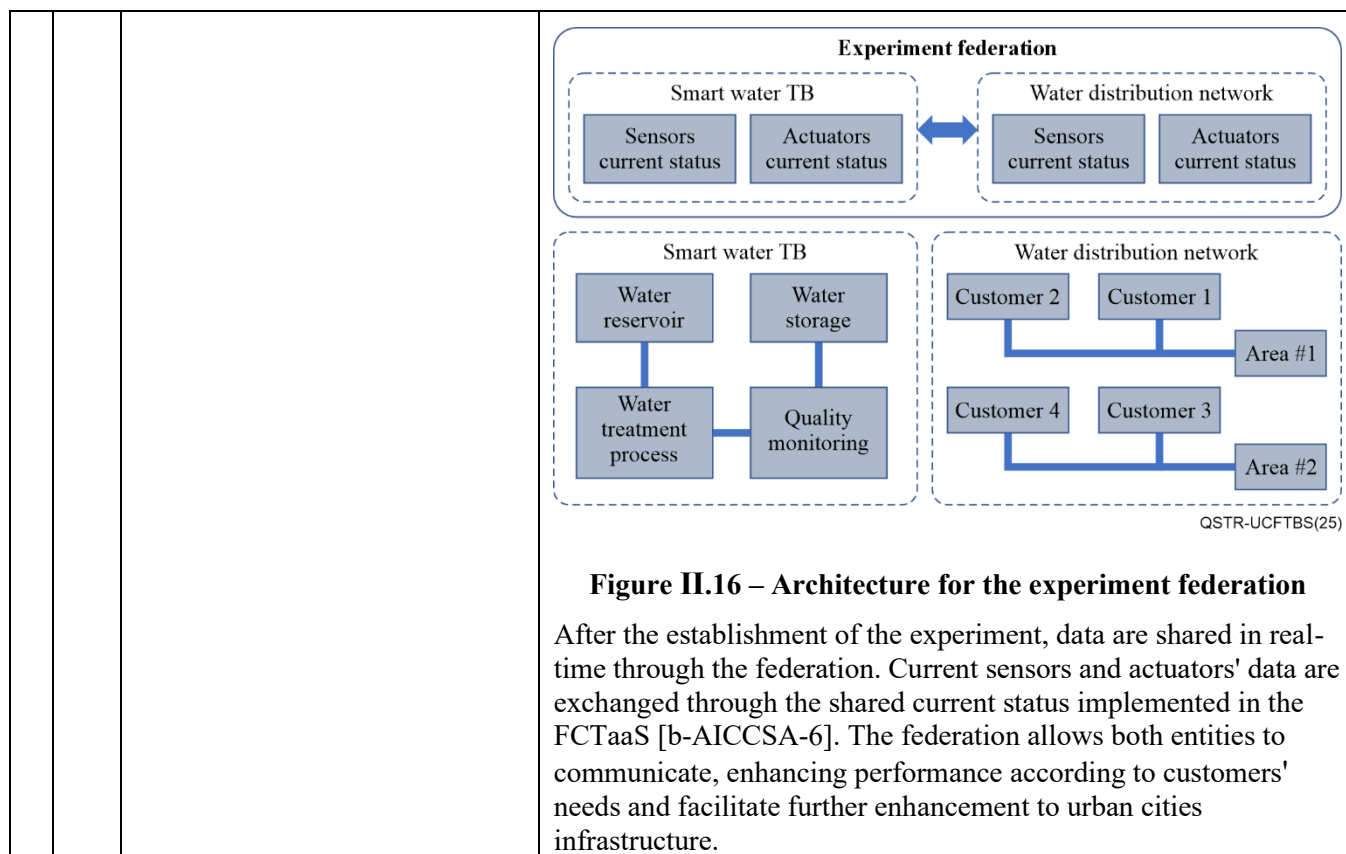 Experiment federation
Smart water TB
Sensors
current status
Actuators
current status
Water distribution network
Sensors
current status
Actuators
current status
Smart water TB
Water
reservoir
Water
storage
Water
treatment
process
Quality
monitoring
Water distribution network
Customer 2
Customer 1
Area #1
Customer 4
Customer 3
Area #2
QSTR-UCFTBS(25)
Figure II.16 – Architecture for the experiment federation
After the establishment of the experiment, data are shared in real-
time through the federation. Current sensors and actuators' data are
exchanged through the shared current status implemented in the
FCTaaS [b-AICCSA-6]. The federation allows both entities to
communicate, enhancing performance according to customers'
needs and facilitate further enhancement to urban cities
infrastructure.